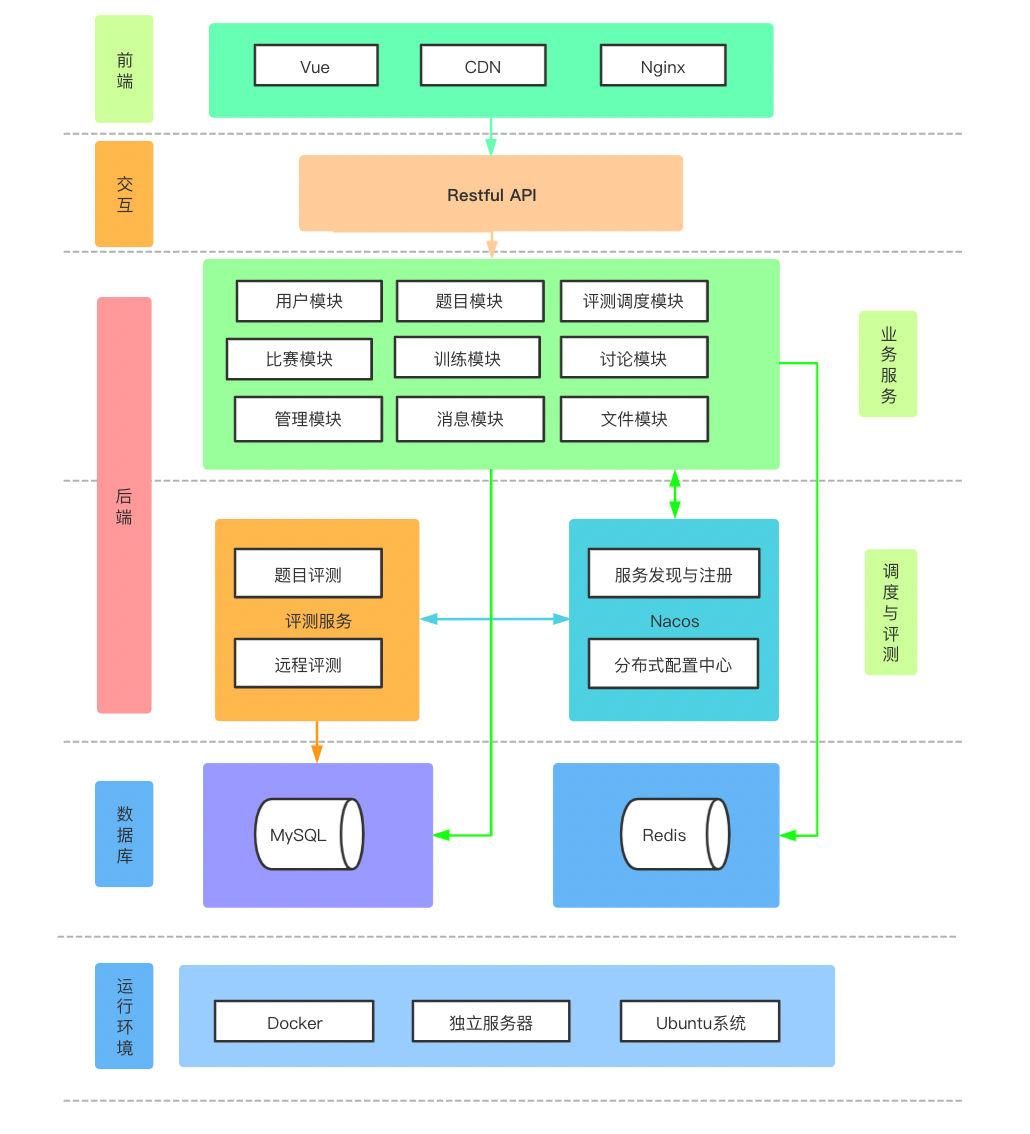 前端
Vue
CDN
Nginx
交互
Restful API
后端
用户模块
题目模块
评测调度模块
比赛模块
训练模块
讨论模块
管理模块
消息模块
文件模块
业务服务
题目评测
评测服务
远程评测
服务发现与注册
Nacos
分布式配置中心
调度与评测
数据库
MySQL
Redis
运行环境
Docker
独立服务器
Ubuntu系统